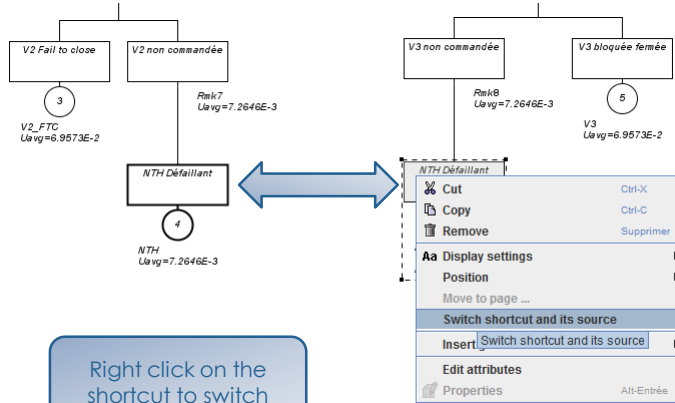 V2 Fail to close
V2 non commandée
V3 non commandée
V3 bloquée fermée
3
Rmk7
Uavg=7.2646E-3
Rmk8
Uavg=7.2646E-3
5
V2_FTC
Uavg=6.9573E-2
V3
Uavg=6.9573E-2
NTH Défaillant
NTH Défaillant
4
NTH
Uavg=7.2646E-3
Cut Ctrl-X
Copy Ctrl-C
Remove Supprimer
Aa Display settings
Position
Move to page ...
Switch shortcut and its source
Insert
Switch shortcut and its source
Edit attributes
Properties Alt-Entrée
Right click on the
shortcut to switch